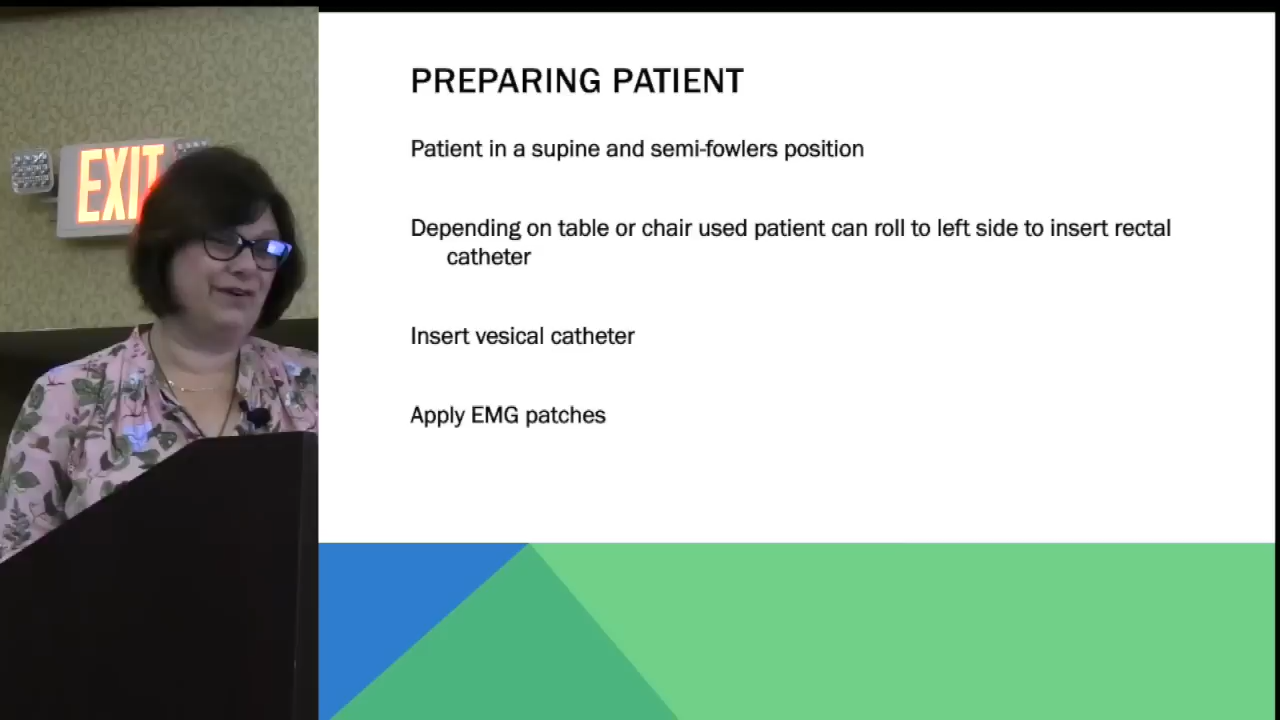 EXIT
PREPARING PATIENT
Patient in a supine and semi-fowlers position
Depending on table or chair used patient can roll to left side to insert rectal
catheter
Insert vesical catheter
Apply EMG patches